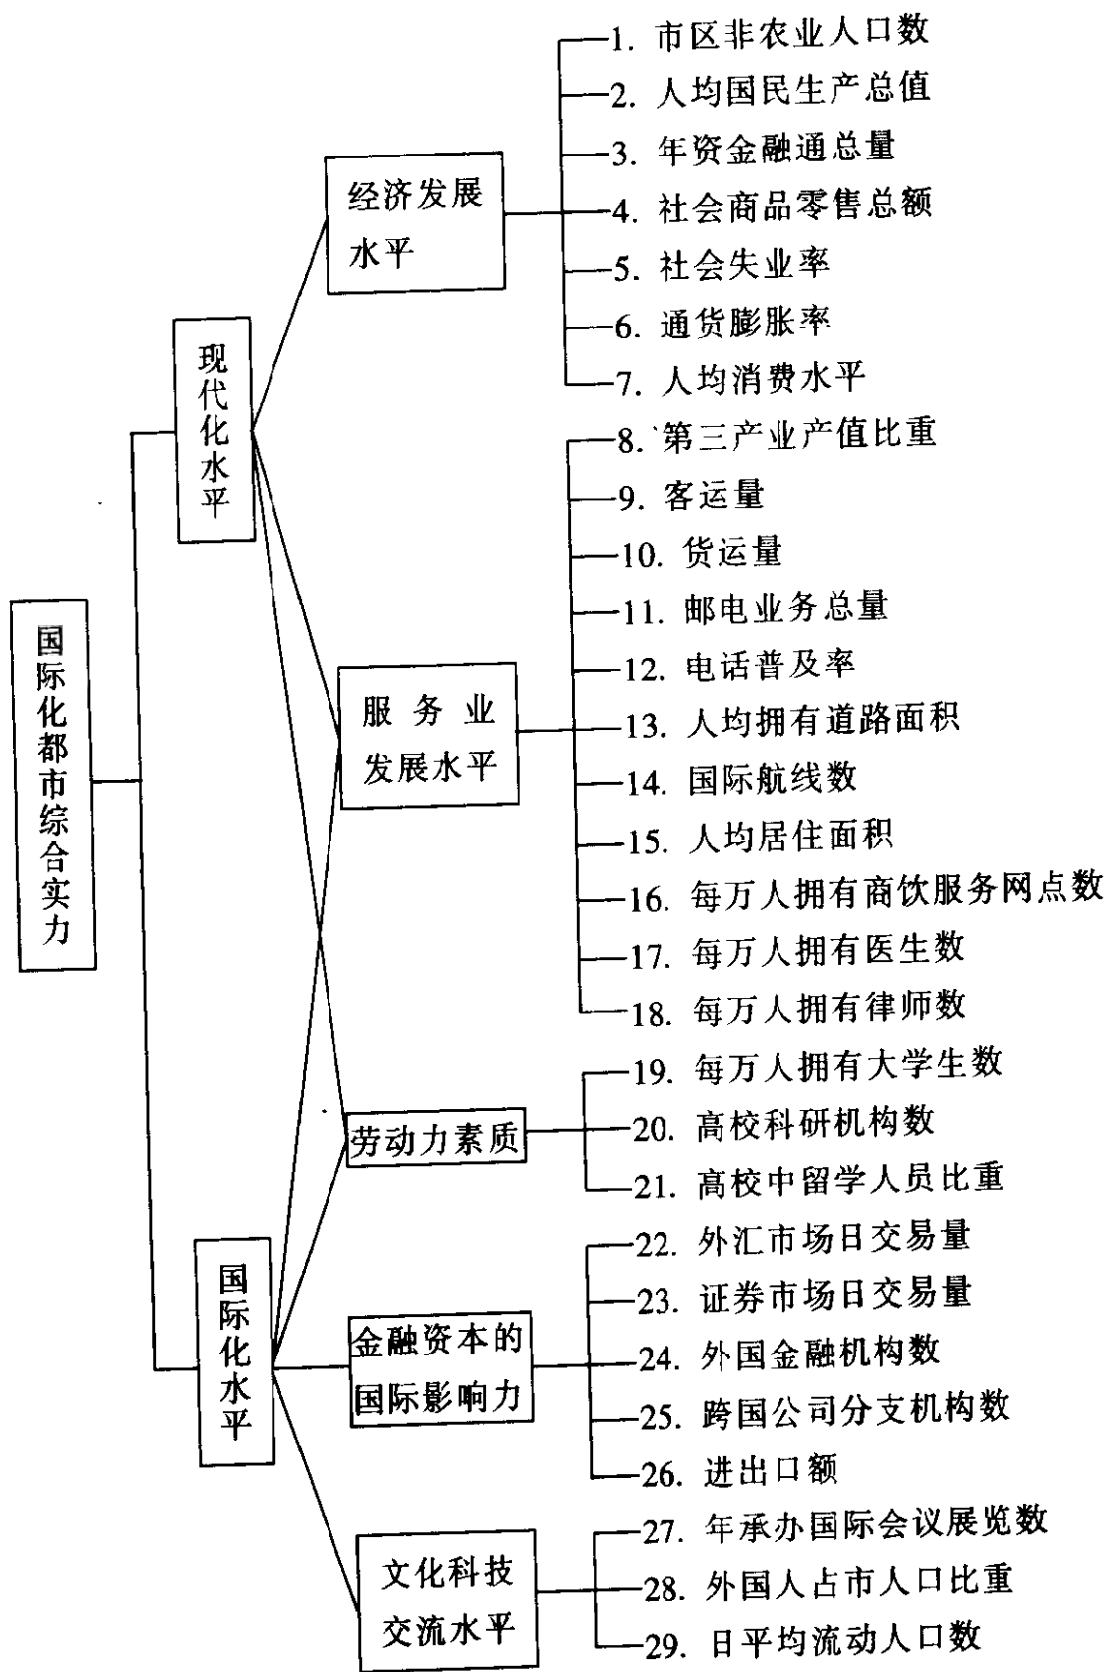 国际化都市综合实力
现代化水平
国际化水平
经济发展
水平
服务业
发展水平
劳动力素质
金融资本的
国际影响力
文化科技
交流水平
1. 市区非农业人口数
2. 人均国民生产总值
3. 年资金融通总量
4. 社会商品零售总额
5. 社会失业率
6. 通货膨胀率
7. 人均消费水平
8. 第三产业产值比重
9. 客运量
10. 货运量
11. 邮电业务总量
12. 电话普及率
13. 人均拥有道路面积
14. 国际航线数
15. 人均居住面积
16. 每万人拥有商饮服务网点数
17. 每万人拥有医生数
18. 每万人拥有律师数
19. 每万人拥有大学生数
20. 高校科研机构数
21. 高校中留学人员比重
22. 外汇市场日交易量
23. 证券市场日交易量
24. 外国金融机构数
25. 跨国公司分支机构数
26. 进出口额
27. 年承办国际会议展览数
28. 外国人占市人口比重
29. 日平均流动人口数